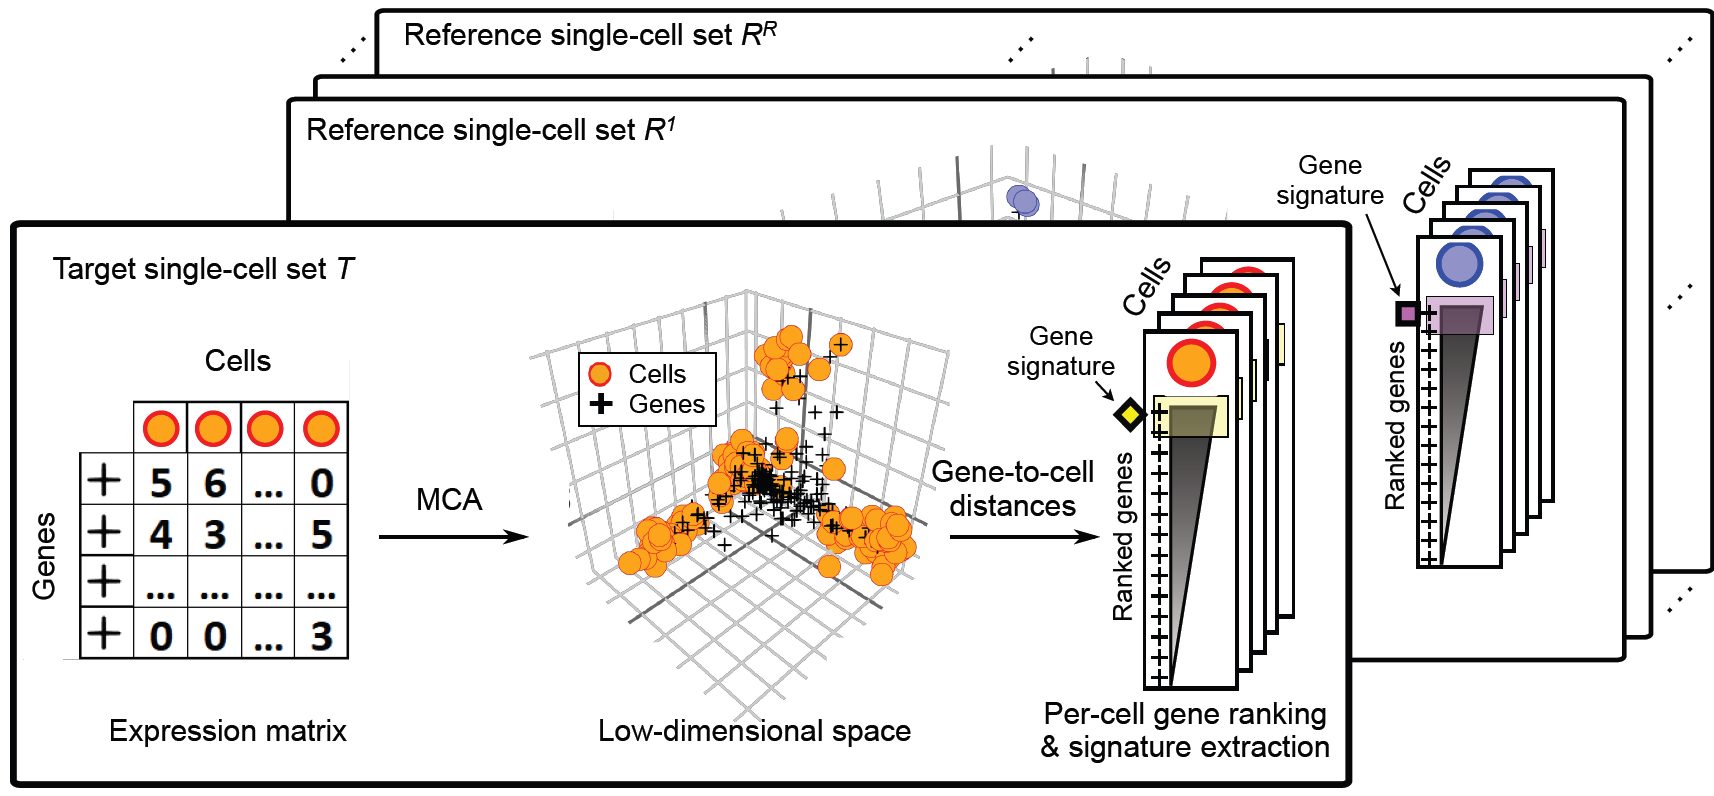 Reference single-cell set R^R
Reference single-cell set R^1
Gene
signature
Cells
Ranked genes
Target single-cell set T
Cells
Genes
5 6 ... 0
4 3 ... 5
... ... ... ...
0 0 ... 3
Expression matrix
MCA
Cells
Genes
Low-dimensional space
Gene-to-cell
distances
Gene
signature
Cells
Ranked genes
Per-cell gene ranking
& signature extraction